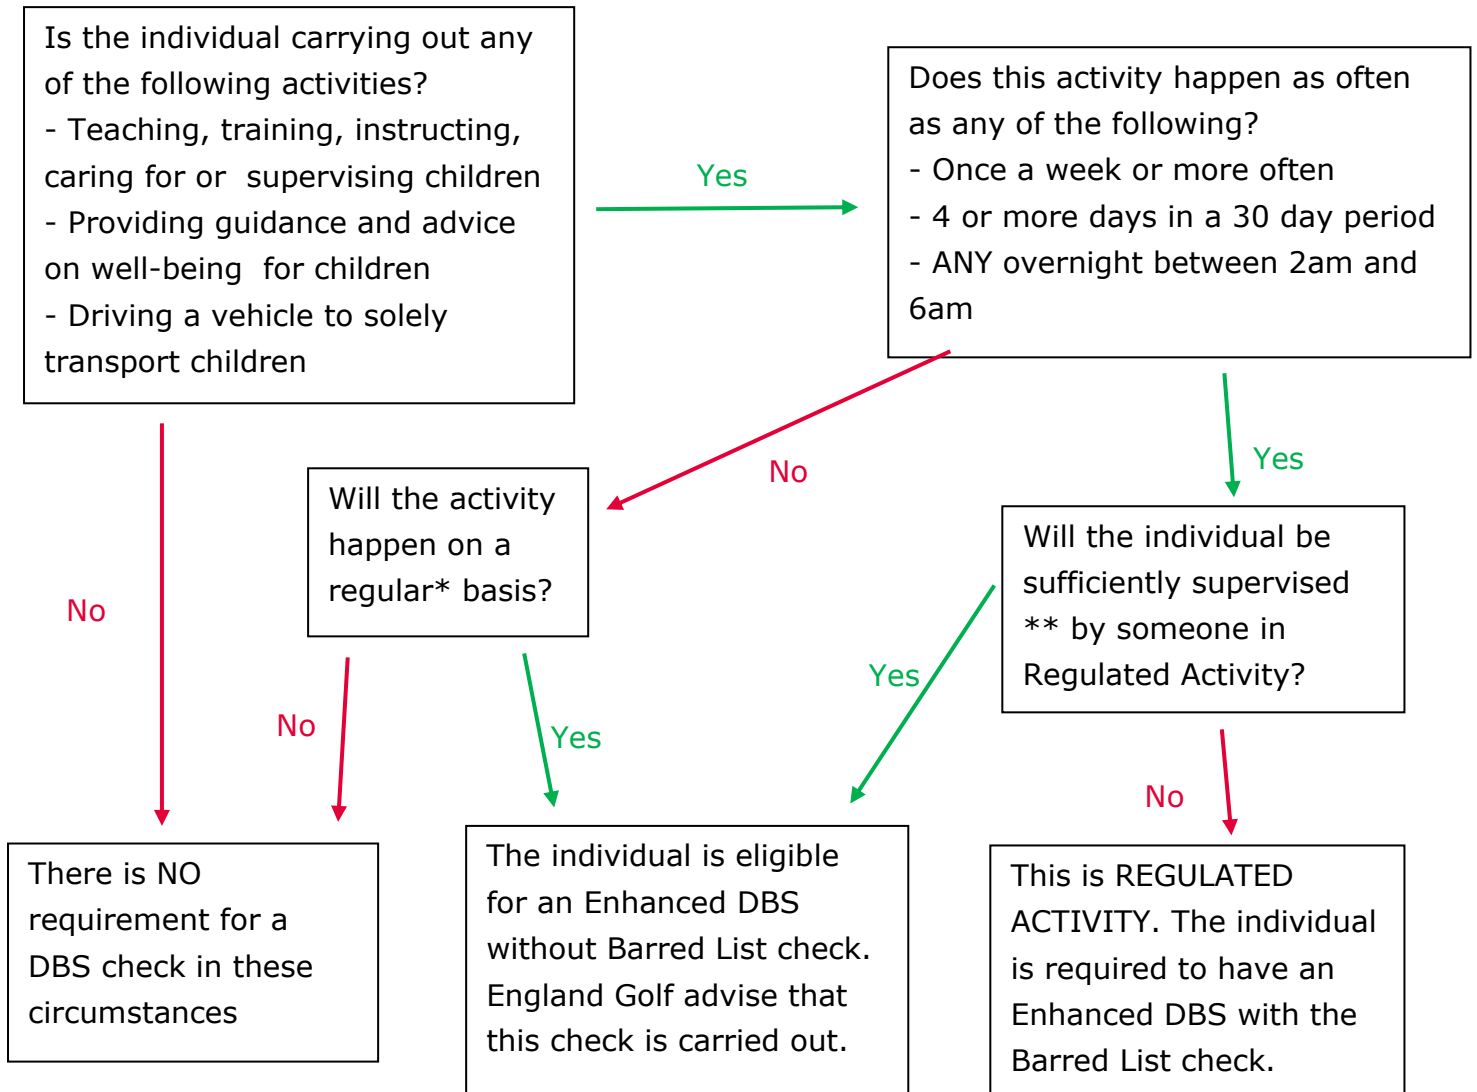 Is the individual carrying out any
of the following activities?
- Teaching, training, instructing,
caring for or supervising children
- Providing guidance and advice
on well-being for children
- Driving a vehicle to solely
transport children
Yes
Does this activity happen as often
as any of the following?
- Once a week or more often
- 4 or more days in a 30 day period
- ANY overnight between 2am and
6am
No
Yes
No
Will the activity
happen on a
regular* basis?
Will the individual be
sufficiently supervised
** by someone in
Regulated Activity?
No
Yes
Yes
No
There is NO
requirement for a
DBS check in these
circumstances
The individual is eligible
for an Enhanced DBS
without Barred List check.
England Golf advise that
this check is carried out.
This is REGULATED
ACTIVITY. The individual
is required to have an
Enhanced DBS with the
Barred List check.